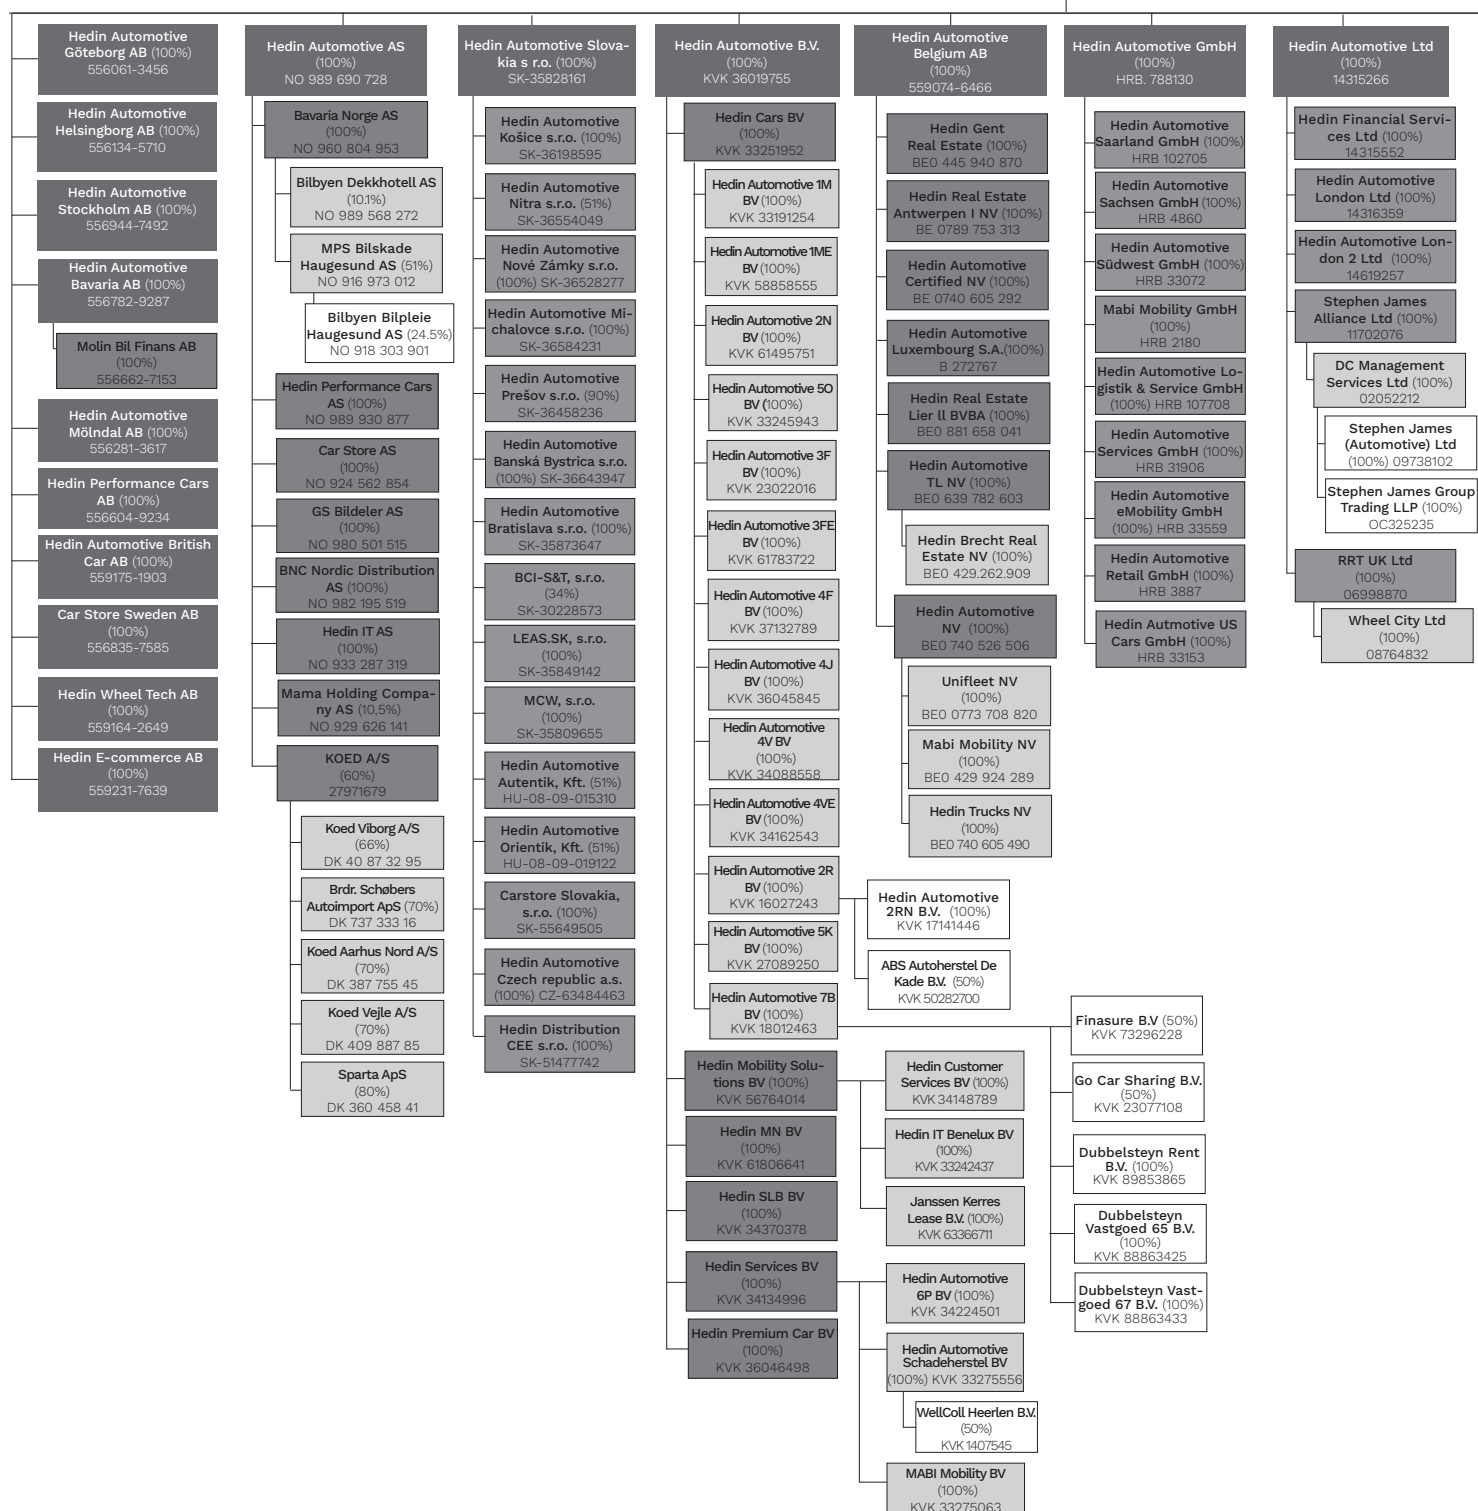 Hedin Automotive
Göteborg AB (100%)
556061-3456
Hedin Automotive
Helsingborg AB (100%)
556134-5710
Hedin Automotive
Stockholm AB (100%)
556944-7492
Hedin Automotive
Bavaria AB (100%)
556782-9287
Molin Bil Finans AB
(100%)
556662-7153
Hedin Automotive
Mölndal AB (100%)
556281-3617
Hedin Performance Cars
AB (100%)
556604-9234
Hedin Automotive British
Car AB (100%)
559175-1903
Car Store Sweden AB
(100%)
556835-7585
Hedin Wheel Tech AB
(100%)
559164-2649
Hedin E-commerce AB
(100%)
559231-7639
Hedin Automotive AS
(100%)
NO 989 690 728
Bavaria Norge AS
(100%)
NO 960 804 953
Bilbyen Dekkhotell AS
(10.1%)
NO 989 568 272
MPS Bilskade
Haugesund AS (51%)
NO 916 973 012
Bilbyen Bilpleie
Haugesund AS (24.5%)
NO 918 303 901
Hedin Performance Cars
AS (100%)
NO 989 930 877
Car Store AS
(100%)
NO 924 562 854
GS Bildeler AS
(100%)
NO 980 501 515
BNC Nordic Distribution
AS (100%)
NO 982 195 519
Hedin IT AS
(100%)
NO 933 287 319
Mama Holding Compa-
ny AS (10,5%)
NO 929 626 141
KOED A/S
(60%)
27971679
Koed Viborg A/S
(66%)
DK 40 87 32 95
Brdr. Schøbers
Autoimport ApS (70%)
DK 737 333 16
Koed Aarhus Nord A/S
(70%)
DK 387 755 45
Koed Vejle A/S
(70%)
DK 409 887 85
Sparta ApS
(80%)
DK 360 458 41
Hedin Automotive Slova-
kia s r.o. (100%)
SK-35828161
Hedin Automotive
Košice s.r.o. (100%)
SK-36198595
Hedin Automotive
Nitra s.r.o. (51%)
SK-36554049
Hedin Automotive
Nové Zámky s.r.o.
(100%) SK-36528277
Hedin Automotive Mi-
chalovce s.r.o. (100%)
SK-36584231
Hedin Automotive
Prešov s.r.o. (90%)
SK-36458236
Hedin Automotive
Banská Bystrica s.r.o.
(100%) SK-36643947
Hedin Automotive
Bratislava s.r.o. (100%)
SK-35873647
BCI-S&T, s.r.o.
(34%)
SK-30228573
LEAS.SK, s.r.o.
(100%)
SK-35849142
MCW, s.r.o.
(100%)
SK-35809655
Hedin Automotive
Autentik, Kft. (51%)
HU-08-09-015310
Hedin Automotive
Orientik, Kft. (51%)
HU-08-09-019122
Carstore Slovakia,
s.r.o. (100%)
SK-55649505
Hedin Automotive
Czech republic a.s.
(100%) CZ-63484463
Hedin Distribution
CEE s.r.o. (100%)
SK-51477742
Hedin Automotive B.V.
(100%)
KVK 36019755
Hedin Cars BV
(100%)
KVK 33251952
Hedin Automotive 1M
BV (100%)
KVK 33191254
Hedin Automotive 1ME
BV (100%)
KVK 58858555
Hedin Automotive 2N
BV (100%)
KVK 61495751
Hedin Automotive 5O
BV (100%)
KVK 33245943
Hedin Automotive 3F
BV (100%)
KVK 23022016
Hedin Automotive 3FE
BV (100%)
KVK 61783722
Hedin Automotive 4F
BV (100%)
KVK 37132789
Hedin Automotive 4J
BV (100%)
KVK 36045845
Hedin Automotive
4V BV
(100%)
KVK 34088558
Hedin Automotive 4VE
BV (100%)
KVK 34162543
Hedin Automotive 2R
BV (100%)
KVK 16027243
Hedin Automotive
2RN B.V. (100%)
KVK 17141446
ABS Autoherstel De
Kade B.V. (50%)
KVK 50282700
Hedin Automotive 5K
BV (100%)
KVK 27089250
Hedin Automotive 7B
BV (100%)
KVK 18012463
Finasure B.V (50%)
KVK 73296228
Go Car Sharing B.V.
(50%)
KVK 23077108
Dubbelsteyn Rent
B.V. (100%)
KVK 89853865
Dubbelsteyn
Vastgoed 65 B.V.
(100%)
KVK 88863425
Dubbelsteyn Vast-
goed 67 B.V. (100%)
KVK 88863433
Hedin Mobility Solu-
tions BV (100%)
KVK 56764014
Hedin Customer
Services BV (100%)
KVK 34148789
Hedin IT Benelux BV
(100%)
KVK 33242437
Janssen Kerres
Lease B.V. (100%)
KVK 63366711
Hedin MN BV
(100%)
KVK 61806641
Hedin SLB BV
(100%)
KVK 34370378
Hedin Services BV
(100%)
KVK 34134996
Hedin Automotive
6P BV (100%)
KVK 34224501
Hedin Automotive
Schadeherstel BV
(100%) KVK 33275556
WellColl Heerlen B.V.
(50%)
KVK 1407545
MABI Mobility BV
(100%)
KVK 33275063
Hedin Premium Car BV
(100%)
KVK 36046498
Hedin Automotive
Belgium AB
(100%)
559074-6466
Hedin Gent
Real Estate (100%)
BE0 445 940 870
Hedin Real Estate
Antwerpen I NV (100%)
BE 0789 753 313
Hedin Automotive
Certified NV (100%)
BE 0740 605 292
Hedin Automotive
Luxembourg S.A.(100%)
B 272767
Hedin Real Estate
Lier ll BVBA (100%)
BE0 881 658 041
Hedin Automotive
TL NV (100%)
BE0 639 782 603
Hedin Brecht Real
Estate NV (100%)
BE0 429.262.909
Hedin Automotive
NV (100%)
BE0 740 526 506
Unifleet NV
(100%)
BE0 0773 708 820
Mabi Mobility NV
(100%)
BE0 429 924 289
Hedin Trucks NV
(100%)
BE0 740 605 490
Hedin Automotive GmbH
(100%)
HRB. 788130
Hedin Automotive
Saarland GmbH (100%)
HRB 102705
Hedin Automotive
Sachsen GmbH (100%)
HRB 4860
Hedin Automotive
Südwest GmbH (100%)
HRB 33072
Mabi Mobility GmbH
(100%)
HRB 2180
Hedin Automotive Lo-
gistik & Service GmbH
(100%) HRB 107708
Hedin Automotive
Services GmbH (100%)
HRB 31906
Hedin Automotive
eMobility GmbH
(100%) HRB 33559
Hedin Automotive
Retail GmbH (100%)
HRB 3887
Hedin Autmotive US
Cars GmbH (100%)
HRB 33153
Hedin Automotive Ltd
(100%)
14315266
Hedin Financial Servi-
ces Ltd (100%)
14315552
Hedin Automotive
London Ltd (100%)
14316359
Hedin Automotive Lon-
don 2 Ltd (100%)
14619257
Stephen James
Alliance Ltd (100%)
11702076
DC Management
Services Ltd (100%)
02052212
Stephen James
(Automotive) Ltd
(100%) 09738102
Stephen James Group
Trading LLP (100%)
OC325235
RRT UK Ltd
(100%)
06998870
Wheel City Ltd
(100%)
08764832